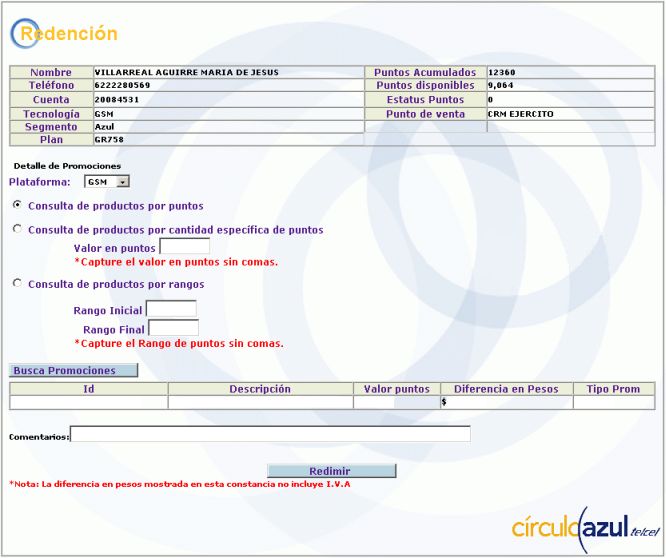 Redención
Nombre VILLARREAL AGUIRRE MARIA DE JESUS Puntos Acumulados 12360
Teléfono 6222280569 Puntos disponibles 9,064
Cuenta 20084531 Estatus Puntos 0
Tecnología GSM Punto de venta CRM EJERCITO
Segmento Azul
Plan GR758
Detalle de Promociones
Plataforma: GSM
Consulta de productos por puntos
Consulta de productos por cantidad específica de puntos
Valor en puntos
*Capture el valor en puntos sin comas.
Consulta de productos por rangos
Rango Inicial
Rango Final
*Capture el Rango de puntos sin comas.
Busca Promociones
Id Descripción Valor puntos Diferencia en Pesos Tipo Prom
$
Comentarios:
Redimir
*Nota: La diferencia en pesos mostrada en esta constancia no incluye I.V.A
círculoazul telcel